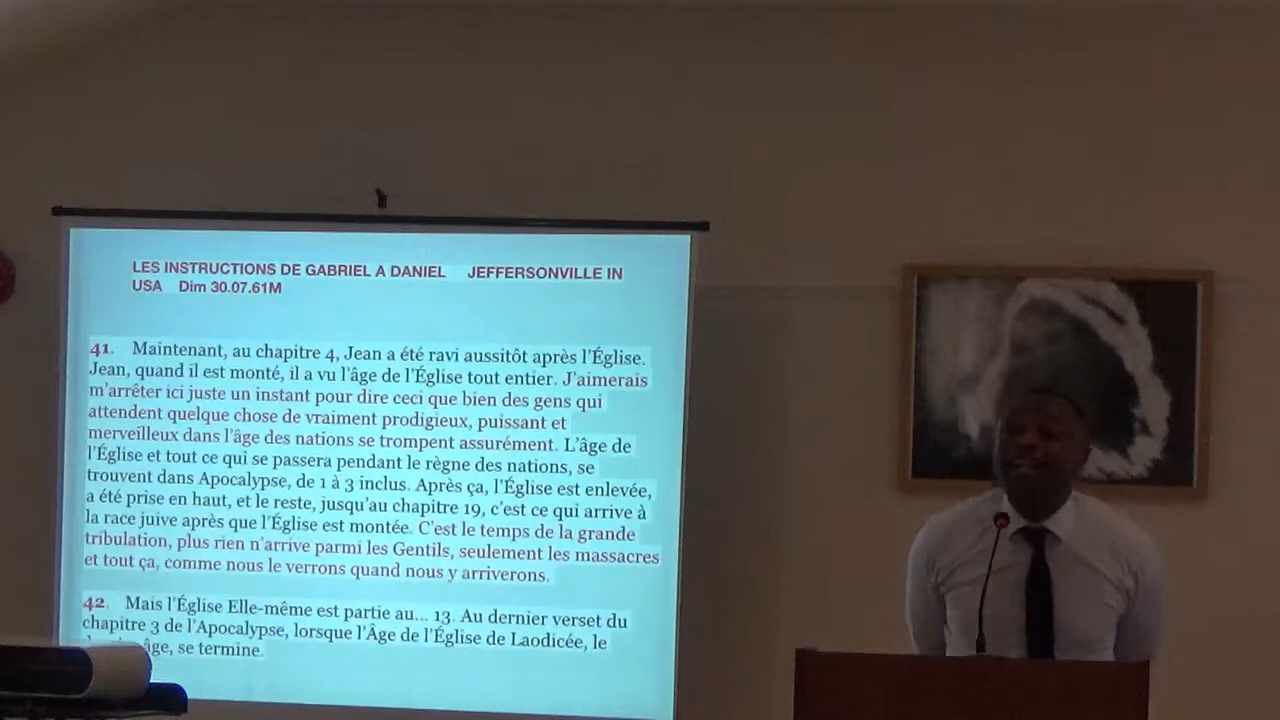 LES INSTRUCTIONS DE GABRIEL A DANIEL JEFFERSONVILLE IN
USA Dim 30.07.61M
41. Maintenant, au chapitre 4, Jean a été ravi aussitôt après l'Église.
Jean, quand il est monté, il a vu l'âge de l'Église tout entier. J'aimerais
m'arrêter ici juste un instant pour dire ceci que bien des gens qui
attendent quelque chose de vraiment prodigieux, puissant et
merveilleux dans l'âge des nations se trompent assurément. L'âge de
l'Église et tout ce qui se passera pendant le règne des nations, se
trouvent dans Apocalypse, de 1 à 3 inclus. Après ça, l'Église est enlevée,
a été prise en haut, et le reste, jusqu'au chapitre 19, c'est ce qui arrive à
la race juive après que l'Église est montée. C'est le temps de la grande
tribulation, plus rien n'arrive parmi les Gentils, seulement les massacres
et tout ça, comme nous le verrons quand nous y arriverons.
42. Mais l'Église Elle-même est partie au... 13. Au dernier verset du
chapitre 3 de l'Apocalypse, lorsque l'Âge de l'Église de Laodicée, le
âge, se termine.